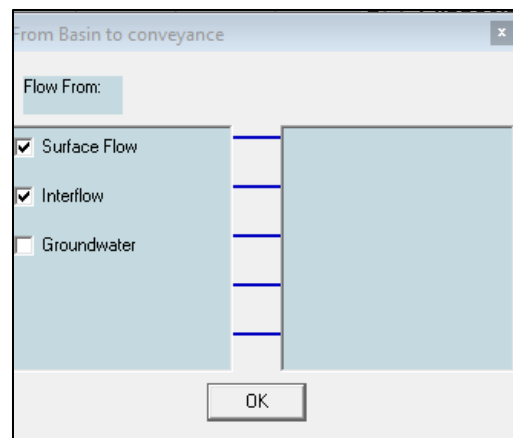 From Basin to conveyance
x
Flow From:
Surface Flow
Interflow
Groundwater
OK